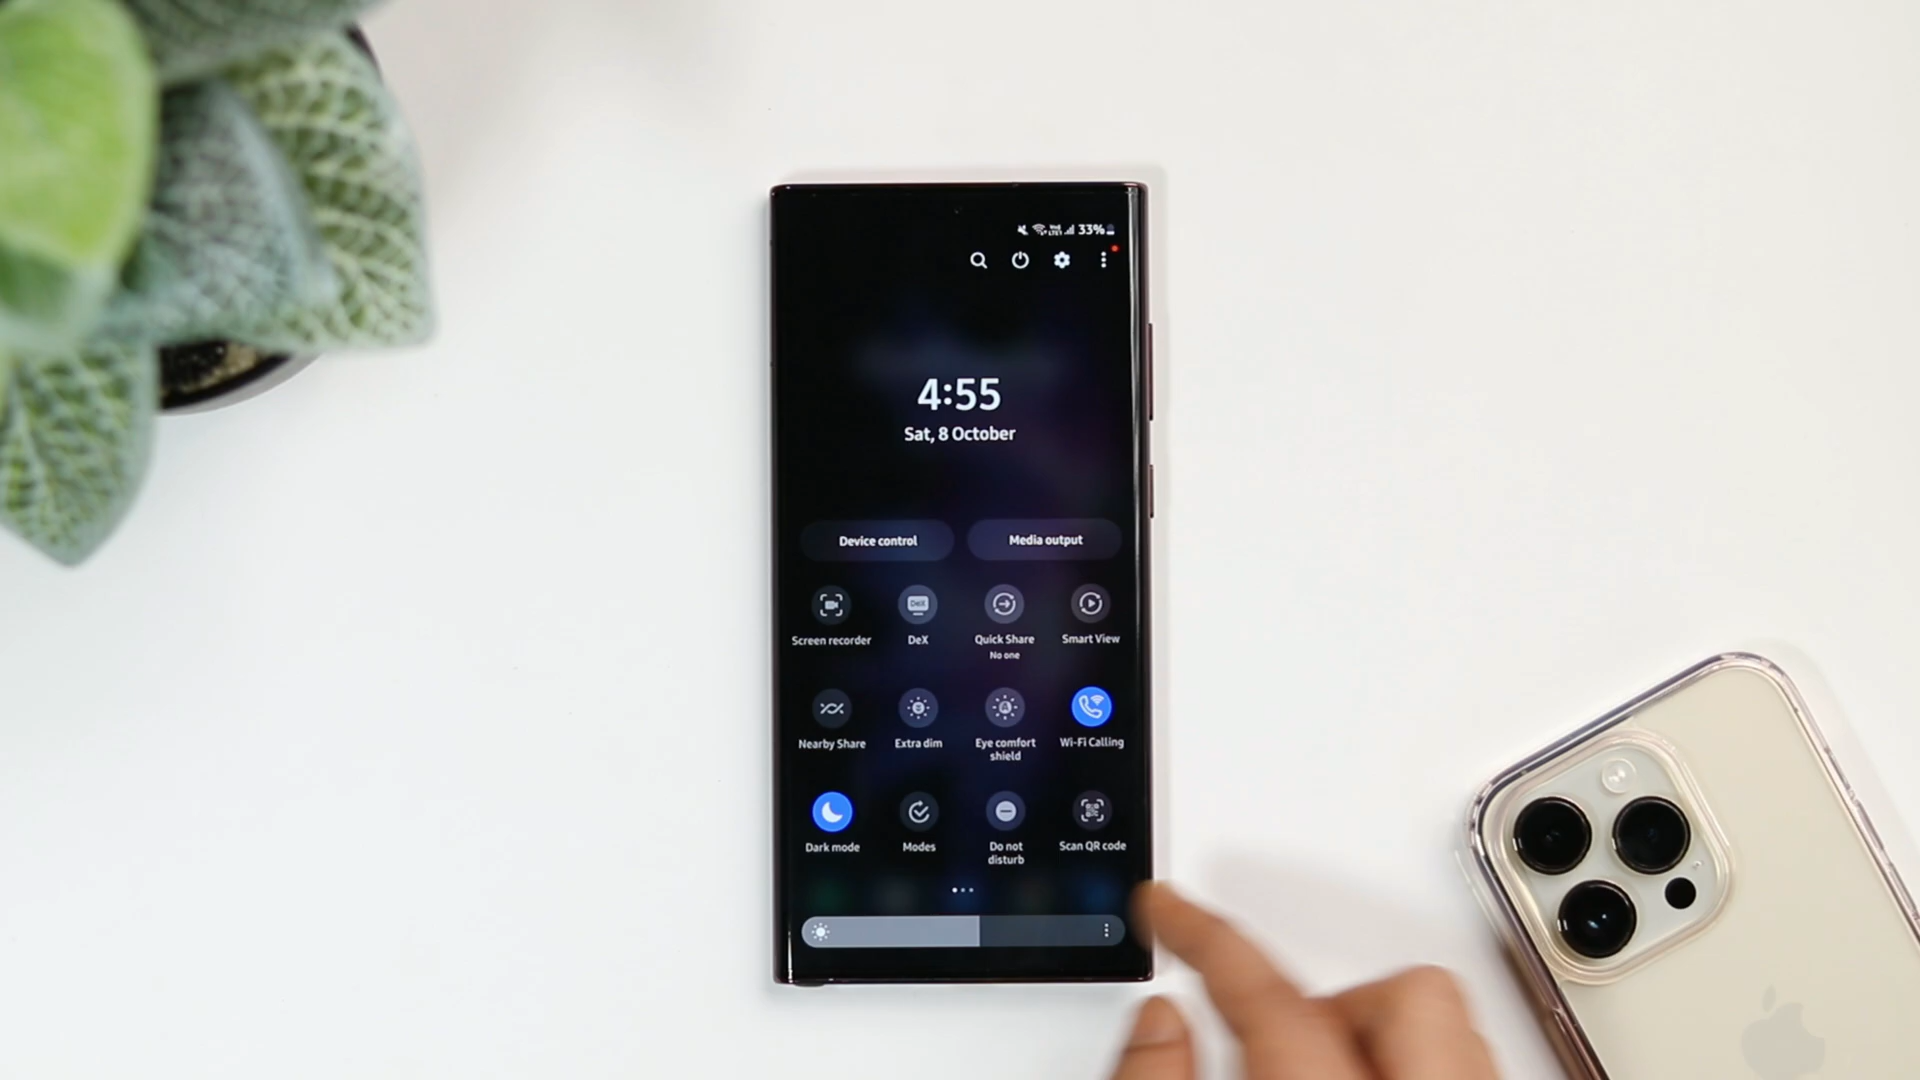 33%
4:55
Sat, 8 October
Device control
Media output
Screen recorder
DeX
DeX
Quick Share
No one
Smart View
Nearby Share
Extra dim
Eye comfort
shield
Wi-Fi Calling
Dark mode
Modes
Do not
disturb
Scan QR code